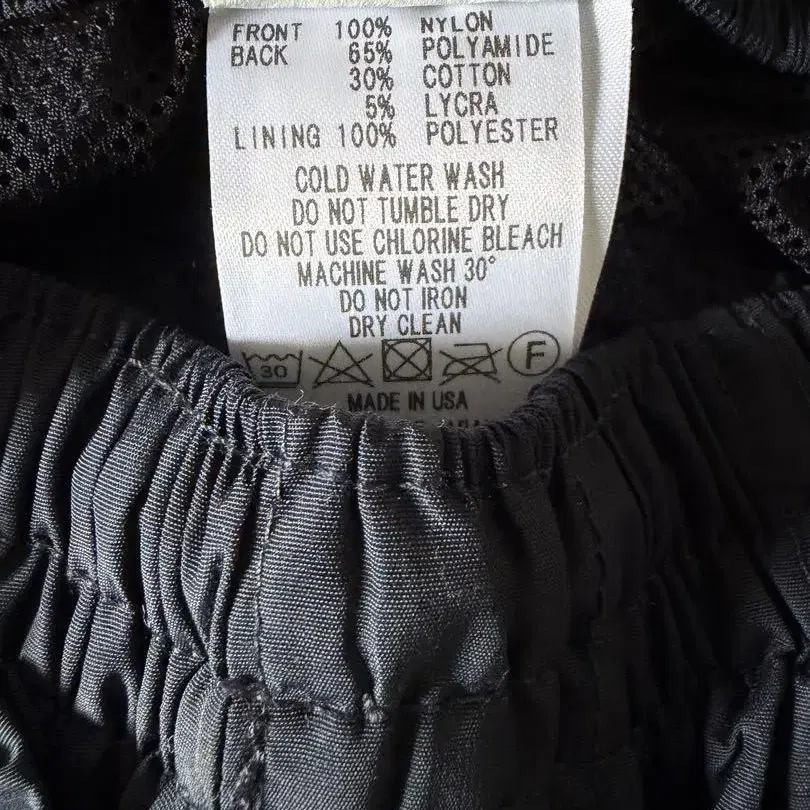 FRONT 100% NYLON
BACK 65% POLYAMIDE
30% COTTON
5% LYCRA
LINING 100% POLYESTER
COLD WATER WASH
DO NOT TUMBLE DRY
DO NOT USE CHLORINE BLEACH
MACHINE WASH 30°
DO NOT IRON
DRY CLEAN
30 F
MADE IN USA